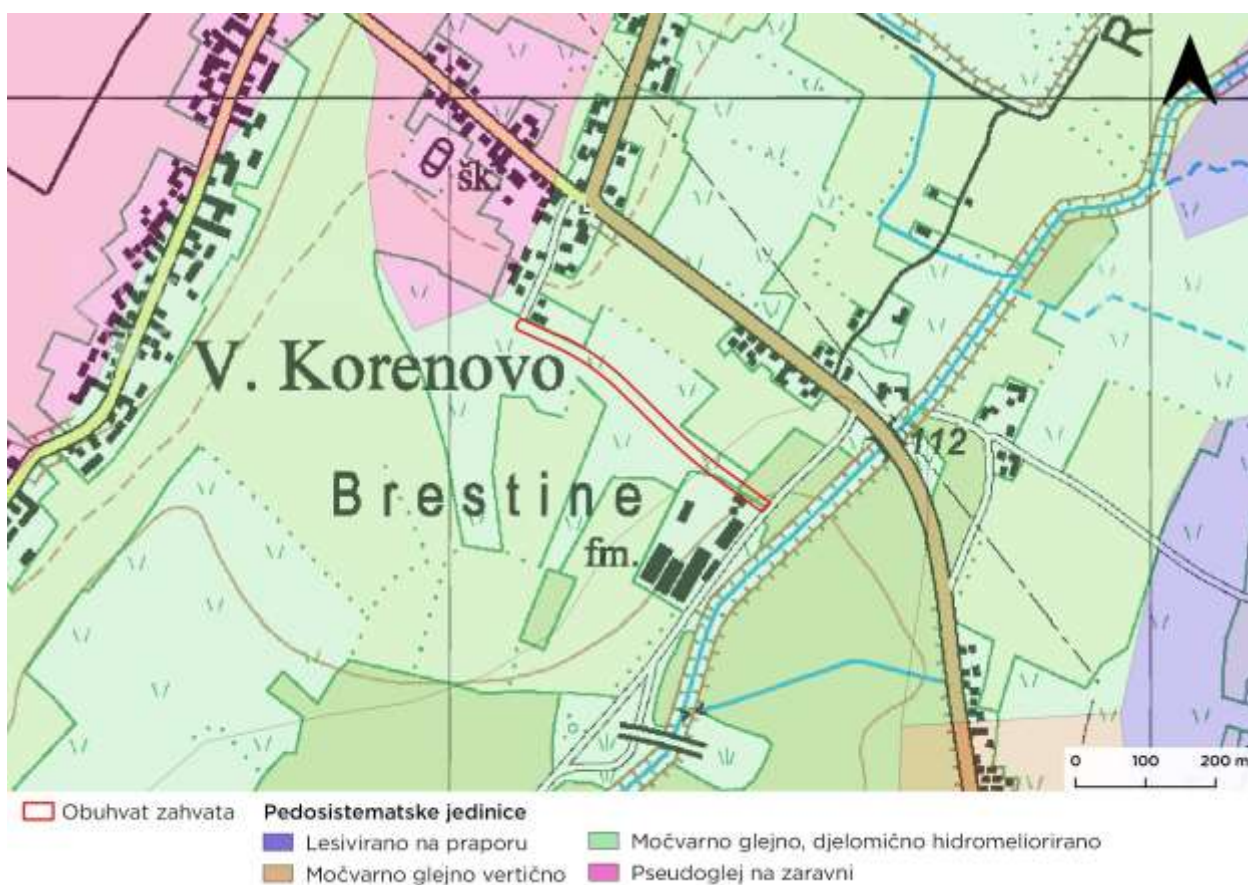 R
šk.
V. Korenovo
112
Brestine
fm.
0 100 200 m
Obuhvat zahvata
Pedosistematske jedinice
Lesivirano na praporu
Močvarno glejno, djelomično hidromeliorirano
Močvarno glejno vertično
Pseudoglej na zaravni